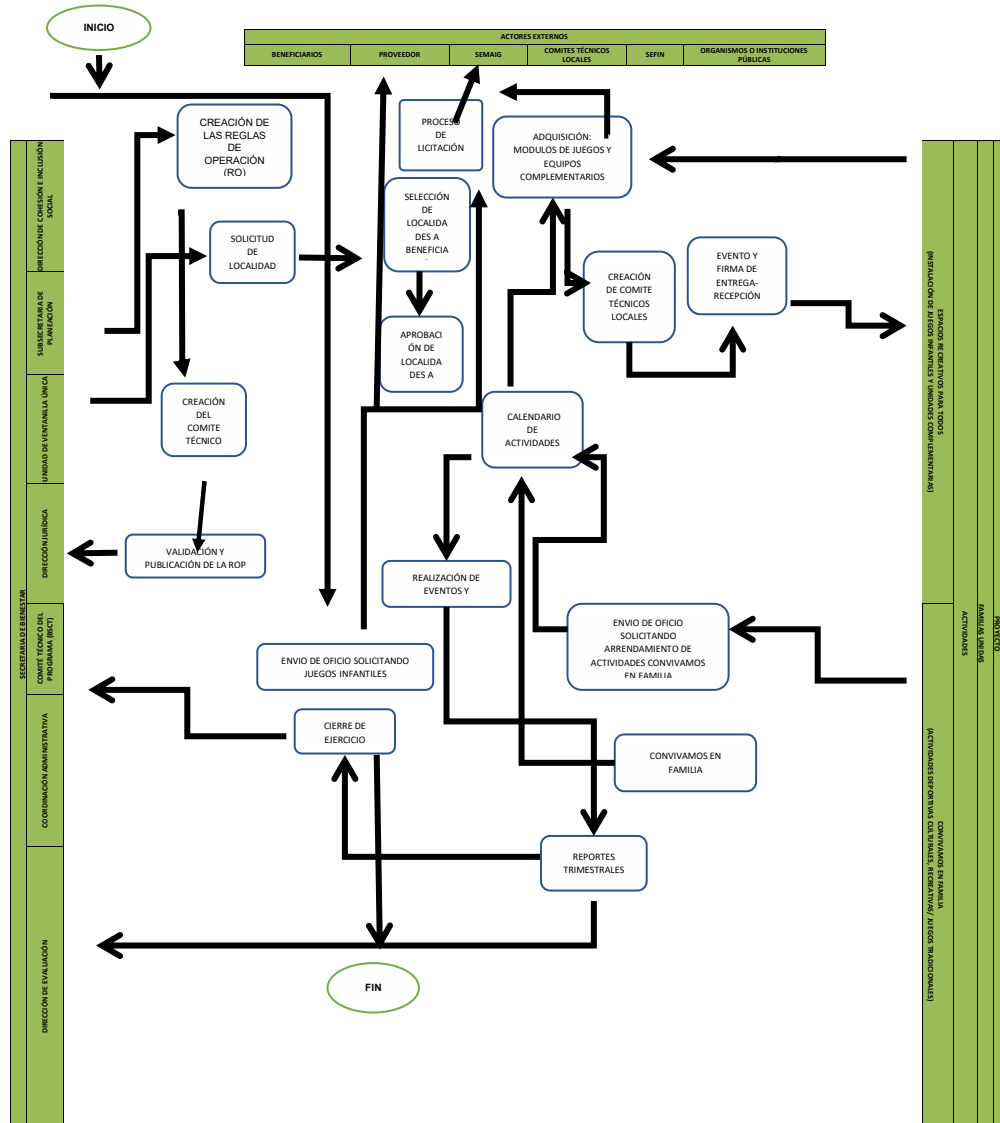 INICIO
ACTORES EXTERNOS
BENEFICIARIOS
PROVEEDOR
SEMAIG
COMITES TÉCNICOS
LOCALES
SEFIN
ORGANISMOS O INSTITUCIONES
PÚBLICAS
CREACIÓN DE
LAS REGLAS
DE
OPERACIÓN
(RO)
PROCESO
DE
LICITACIÓN
ADQUISICIÓN:
MODULOS DE JUEGOS Y
EQUIPOS
COMPLEMENTARIOS
SELECCIÓN
DE
LOCALIDA
DES A
BENEFICIA
SOLICITUD
DE
LOCALIDAD
CREACIÓN
DE COMITE
TÉCNICOS
LOCALES
EVENTO Y
FIRMA DE
ENTREGA-
RECEPCIÓN
APROBACI
ÓN DE
LOCALIDA
DES A
CREACIÓN
DEL
COMITE
TÉCNICO
CALENDARIO
DE
ACTIVIDADES
VALIDACIÓN Y
PUBLICACIÓN DE LA ROP
REALIZACIÓN DE
EVENTOS Y
ENVIO DE OFICIO
SOLICITANDO
ARRENDAMIENTO DE
ACTIVIDADES CONVIVAMOS
EN FAMILIA
ENVIO DE OFICIO SOLICITANDO
JUEGOS INFANTILES
CIERRE DE
EJERCICIO
CONVIVAMOS EN
FAMILIA
REPORTES
TRIMESTRALES
FIN
SECRETARIA DE BIENESTAR
DIRECCIÓN DE COHESIÓN E INCLUSIÓN
SOCIAL
SUBSECRETARIA DE
PLANEACIÓN
UNIDAD DE VENTANILLA ÚNICA
DIRECCIÓN JURÍDICA
COMITÉ TÉCNICO DEL
PROGRAMA (BSCT)
COORDINACIÓN ADMINISTRATIVA
DIRECCIÓN DE EVALUACIÓN
PROYECTO
FAMILIAS UNIDAS
ACTIVIDADES
ESPACIOS RECREATIVOS PARA TODOS
(INSTALACIÓN DE JUEGOS INFANTILES Y UNIDADES COMPLEMENTARIAS)
CONVIVAMOS EN FAMILIA
(ACTIVIDADES DEPORTIVAS CULTURALES, RECREATIVAS/ JUEGOS TRADICIONALES)